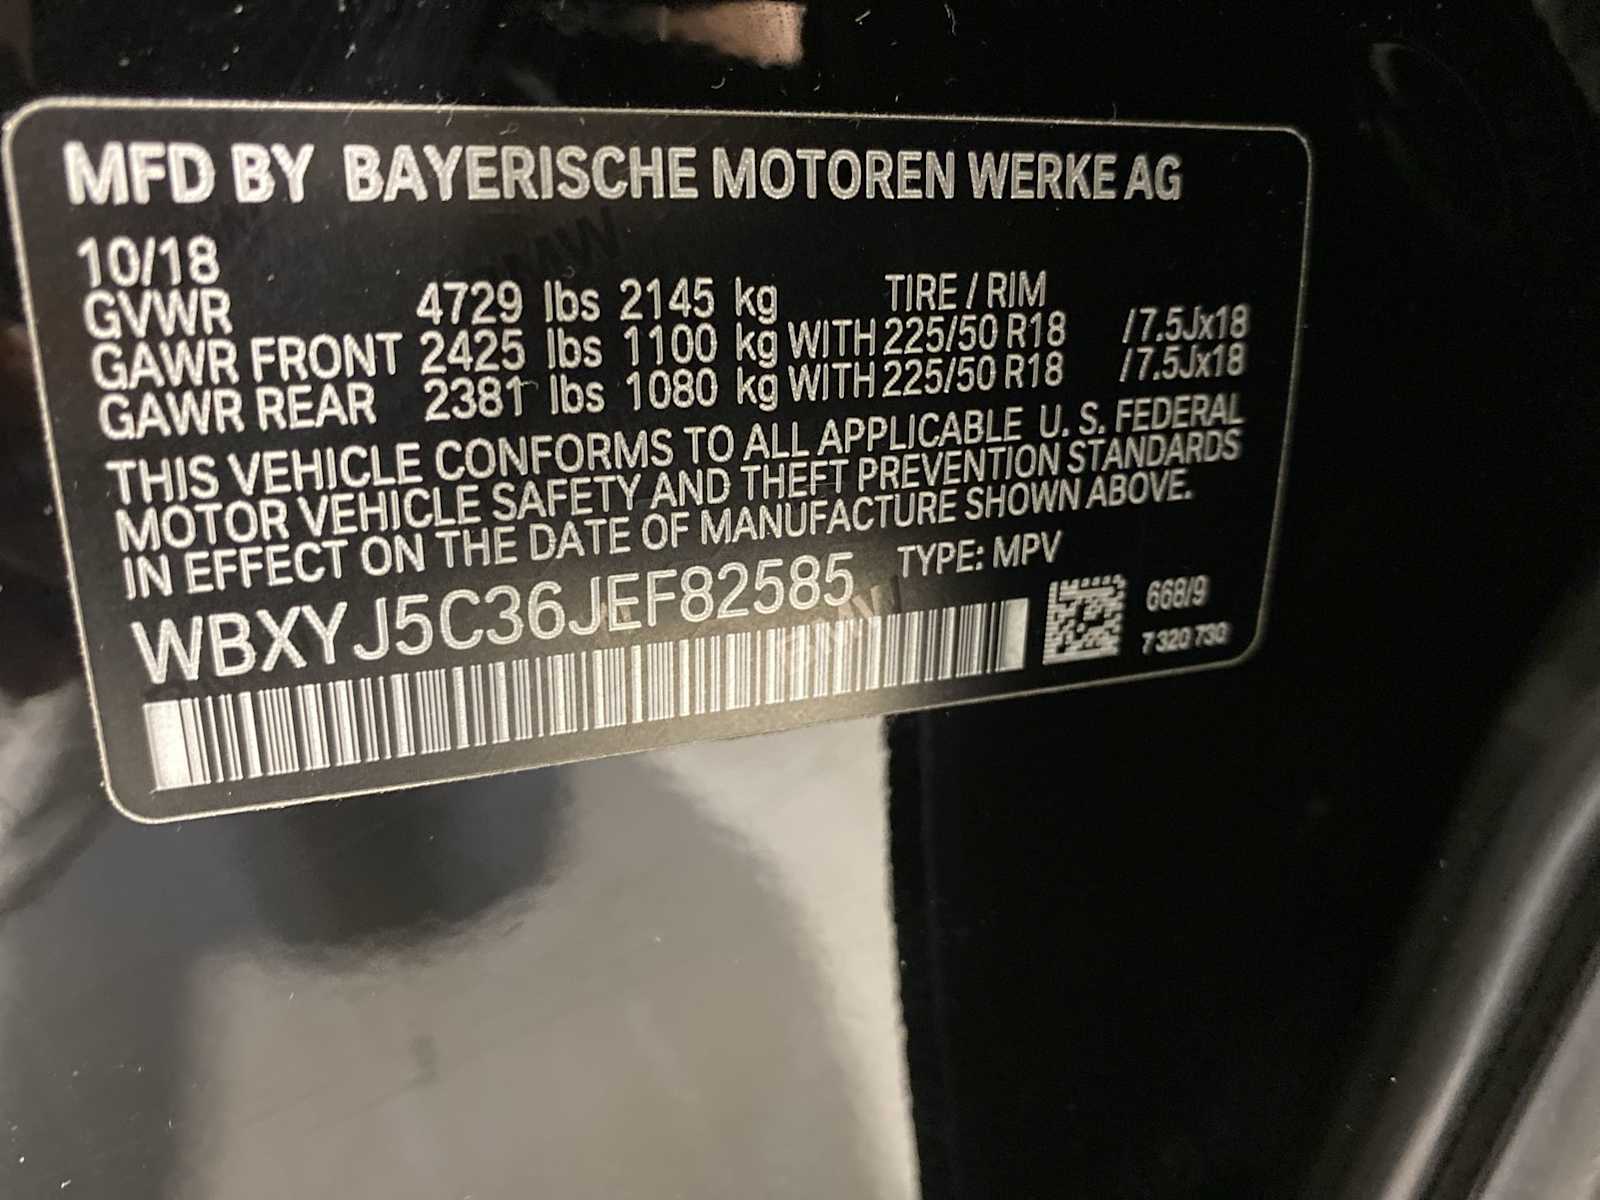 MFD BY BAYERISCHE MOTOREN WERKE AG
10/18
GVWR 4729 lbs 2145 kg TIRE / RIM
GAWR FRONT 2425 lbs 1100 kg WITH 225/50 R18 /7.5Jx18
GAWR REAR 2381 lbs 1080 kg WITH 225/50 R18 /7.5Jx18
THIS VEHICLE CONFORMS TO ALL APPLICABLE U. S. FEDERAL
MOTOR VEHICLE SAFETY AND THEFT PREVENTION STANDARDS
IN EFFECT ON THE DATE OF MANUFACTURE SHOWN ABOVE.
WBXYJ5C36JEF82585 TYPE: MPV
668/9
7 320 730
BMW
BMW